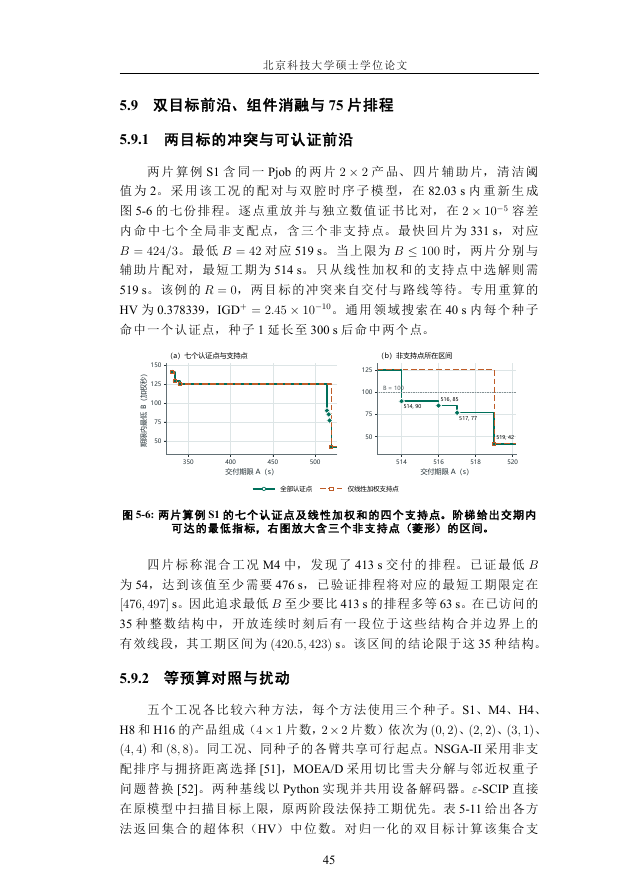 北京科技大学硕士学位论文
5.9 双目标前沿、组件消融与 75 片排程
5.9.1 两目标的冲突与可认证前沿
两片算例 S1 含同一 Pjob 的两片 2 × 2 产品、四片辅助片，清洁阈
值为 2。采用该工况的配对与双腔时序子模型，在 82.03 s 内重新生成
图 5-6 的七份排程。逐点重放并与独立数值证书比对，在 2 × 10⁻⁵ 容差
内命中七个全局非支配点，含三个非支持点。最快回片为 331 s，对应
B = 424/3。最低 B = 42 对应 519 s。当上限为 B ≤ 100 时，两片分别与
辅助片配对，最短工期为 514 s。只从线性加权和的支持点中选解则需
519 s。该例的 R = 0，两目标的冲突来自交付与路线等待。专用重算的
HV 为 0.378339，IGD⁺ = 2.45 × 10⁻¹⁰。通用领域搜索在 40 s 内每个种子
命中一个认证点，种子 1 延长至 300 s 后命中两个点。
(a) 七个认证点与支持点
150
125
100
75
50
350 400 450 500
交付期限 A（s）
期限内最低 B（加权秒）
(b) 非支持点所在区间
125
100
75
50
B = 100
514, 90
516, 85
517, 77
519, 42
514 516 518 520
交付期限 A（s）
全部认证点 仅线性加权支持点
图 5-6: 两片算例 S1 的七个认证点及线性加权和的四个支持点。阶梯给出交期内
可达的最低指标，右图放大含三个非支持点（菱形）的区间。
四片标称混合工况 M4 中，发现了 413 s 交付的排程。已证最低 B
为 54，达到该值至少需要 476 s，已验证排程将对应的最短工期限定在
[476, 497] s。因此追求最低 B 至少要比 413 s 的排程多等 63 s。在已访问的
35 种整数结构中，开放连续时刻后有一段位于这些结构合并边界上的
有效线段，其工期区间为 (420.5, 423) s。该区间的结论限于这 35 种结构。
5.9.2 等预算对照与扰动
五个工况各比较六种方法，每个方法使用三个种子。S1、M4、H4、
H8 和 H16 的产品组成（4 × 1 片数，2 × 2 片数）依次为 (0, 2)、(2, 2)、(3, 1)、
(4, 4) 和 (8, 8)。同工况、同种子的各臂共享可行起点。NSGA-II 采用非支
配排序与拥挤距离选择 [51]，MOEA/D 采用切比雪夫分解与邻近权重子
问题替换 [52]。两种基线以 Python 实现并共用设备解码器。ε-SCIP 直接
在原模型中扫描目标上限，原两阶段法保持工期优先。表 5-11 给出各方
法返回集合的超体积（HV）中位数。对归一化的双目标计算该集合支
45